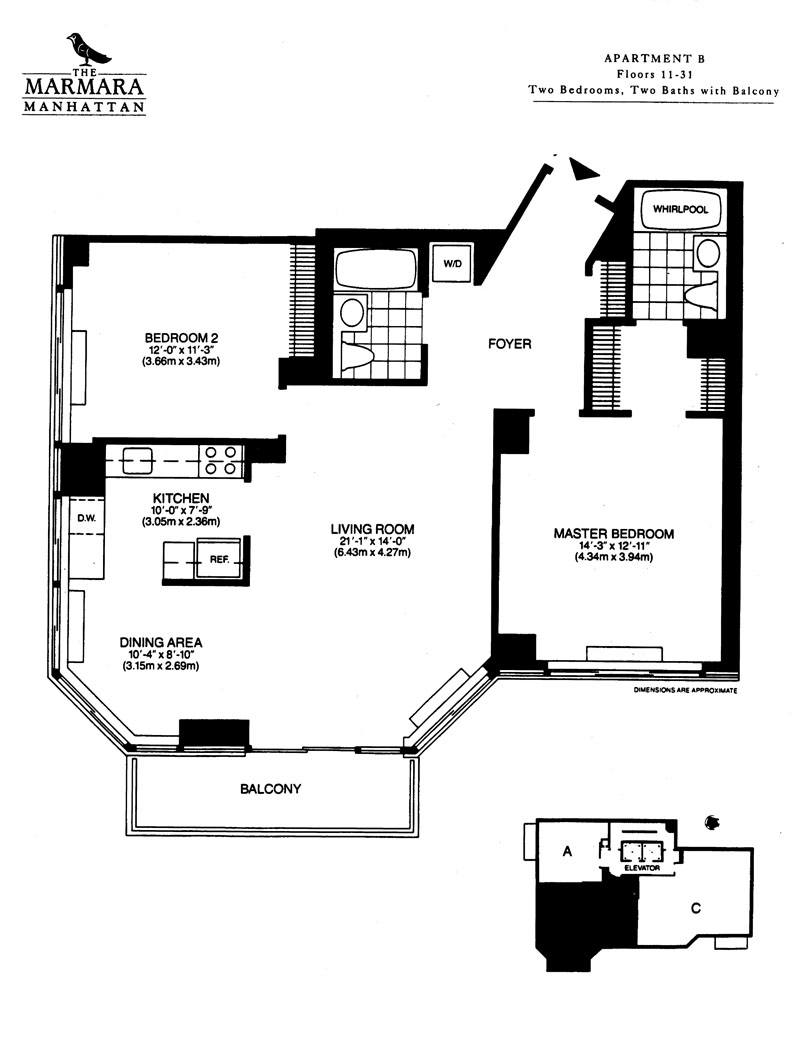 THE
MARMARA
MANHATTAN
APARTMENT B
Floors 11-31
Two Bedrooms, Two Baths with Balcony
WHIRLPOOL
W/D
BEDROOM 2
12'-0" x 11'-3"
(3.66m x 3.43m)
FOYER
KITCHEN
10'-0" x 7'-9"
(3.05m x 2.36m)
D.W.
REF.
LIVING ROOM
21'-1" x 14'-0"
(6.43m x 4.27m)
MASTER BEDROOM
14'-3" x 12'-11"
(4.34m x 3.94m)
DINING AREA
10'-4" x 8'-10"
(3.15m x 2.69m)
DIMENSIONS ARE APPROXIMATE
BALCONY
A
ELEVATOR
C